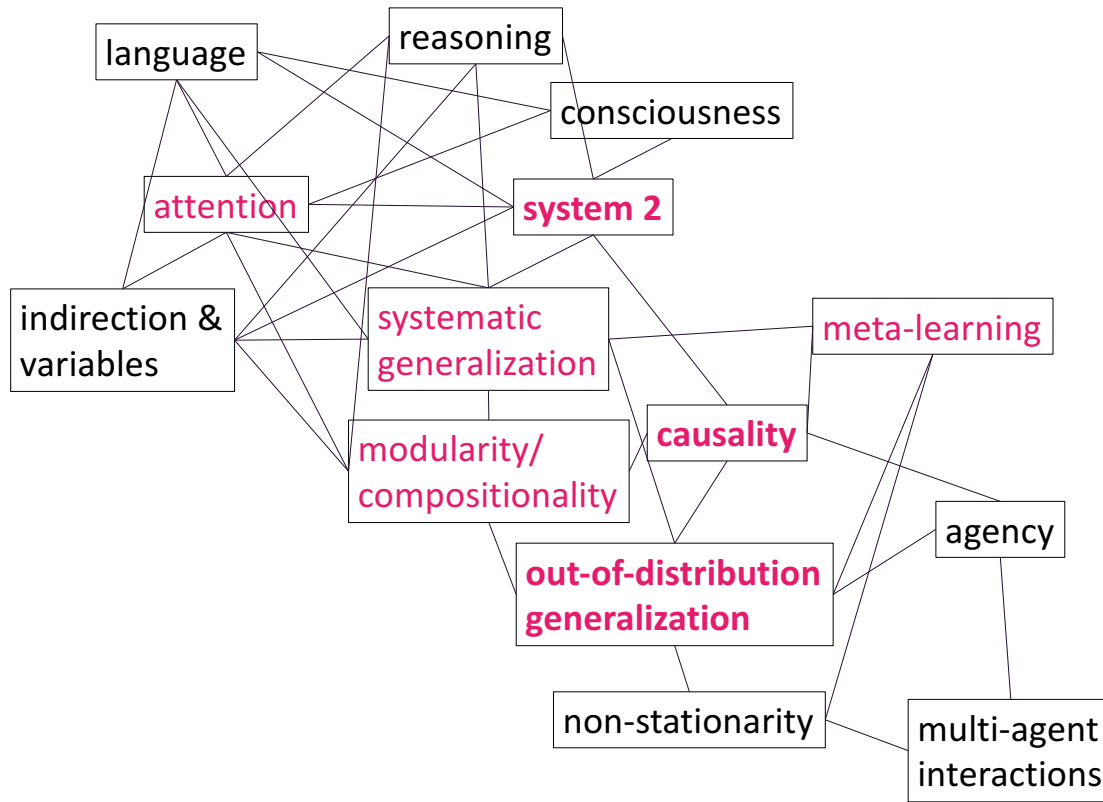 language
reasoning
consciousness
attention
system 2
indirection &
variables
systematic
generalization
meta-learning
modularity/
compositionality
causality
agency
out-of-distribution
generalization
non-stationarity
multi-agent
interactions